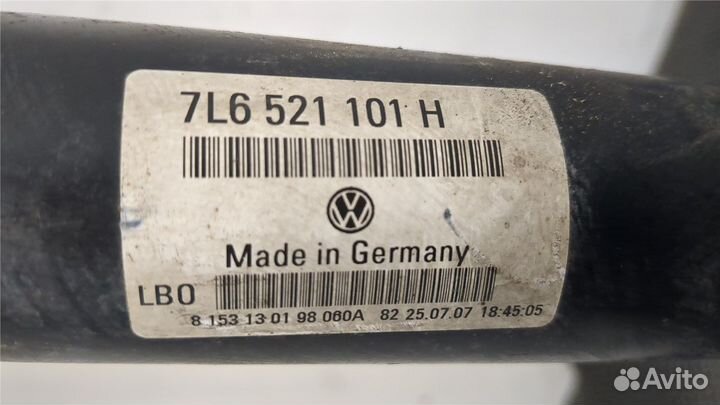 7L6 521 101 H
Made in Germany
LBO
8 153 13 01 98 060A 82 25.07.07 18:45:05
Avito